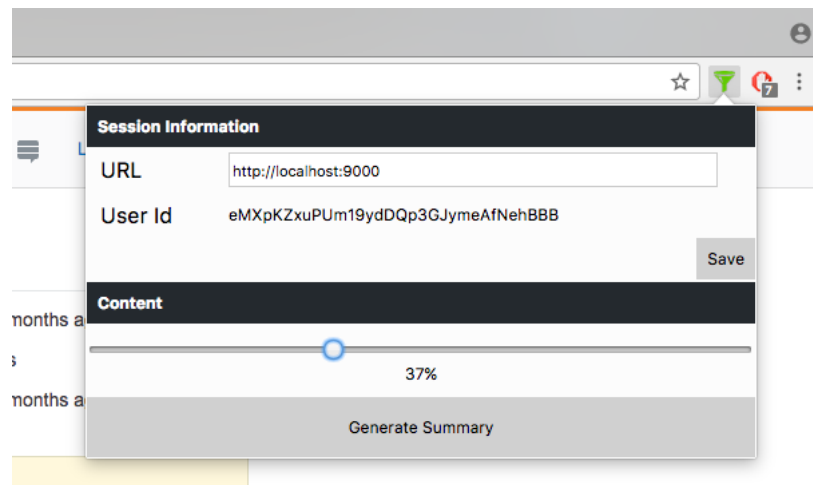 7
Session Information
L
URL
http://localhost:9000
User Id
eMXpKZxuPUm19ydDQp3GJymeAfNehBBB
Save
Content
months a
s
37%
months a
Generate Summary